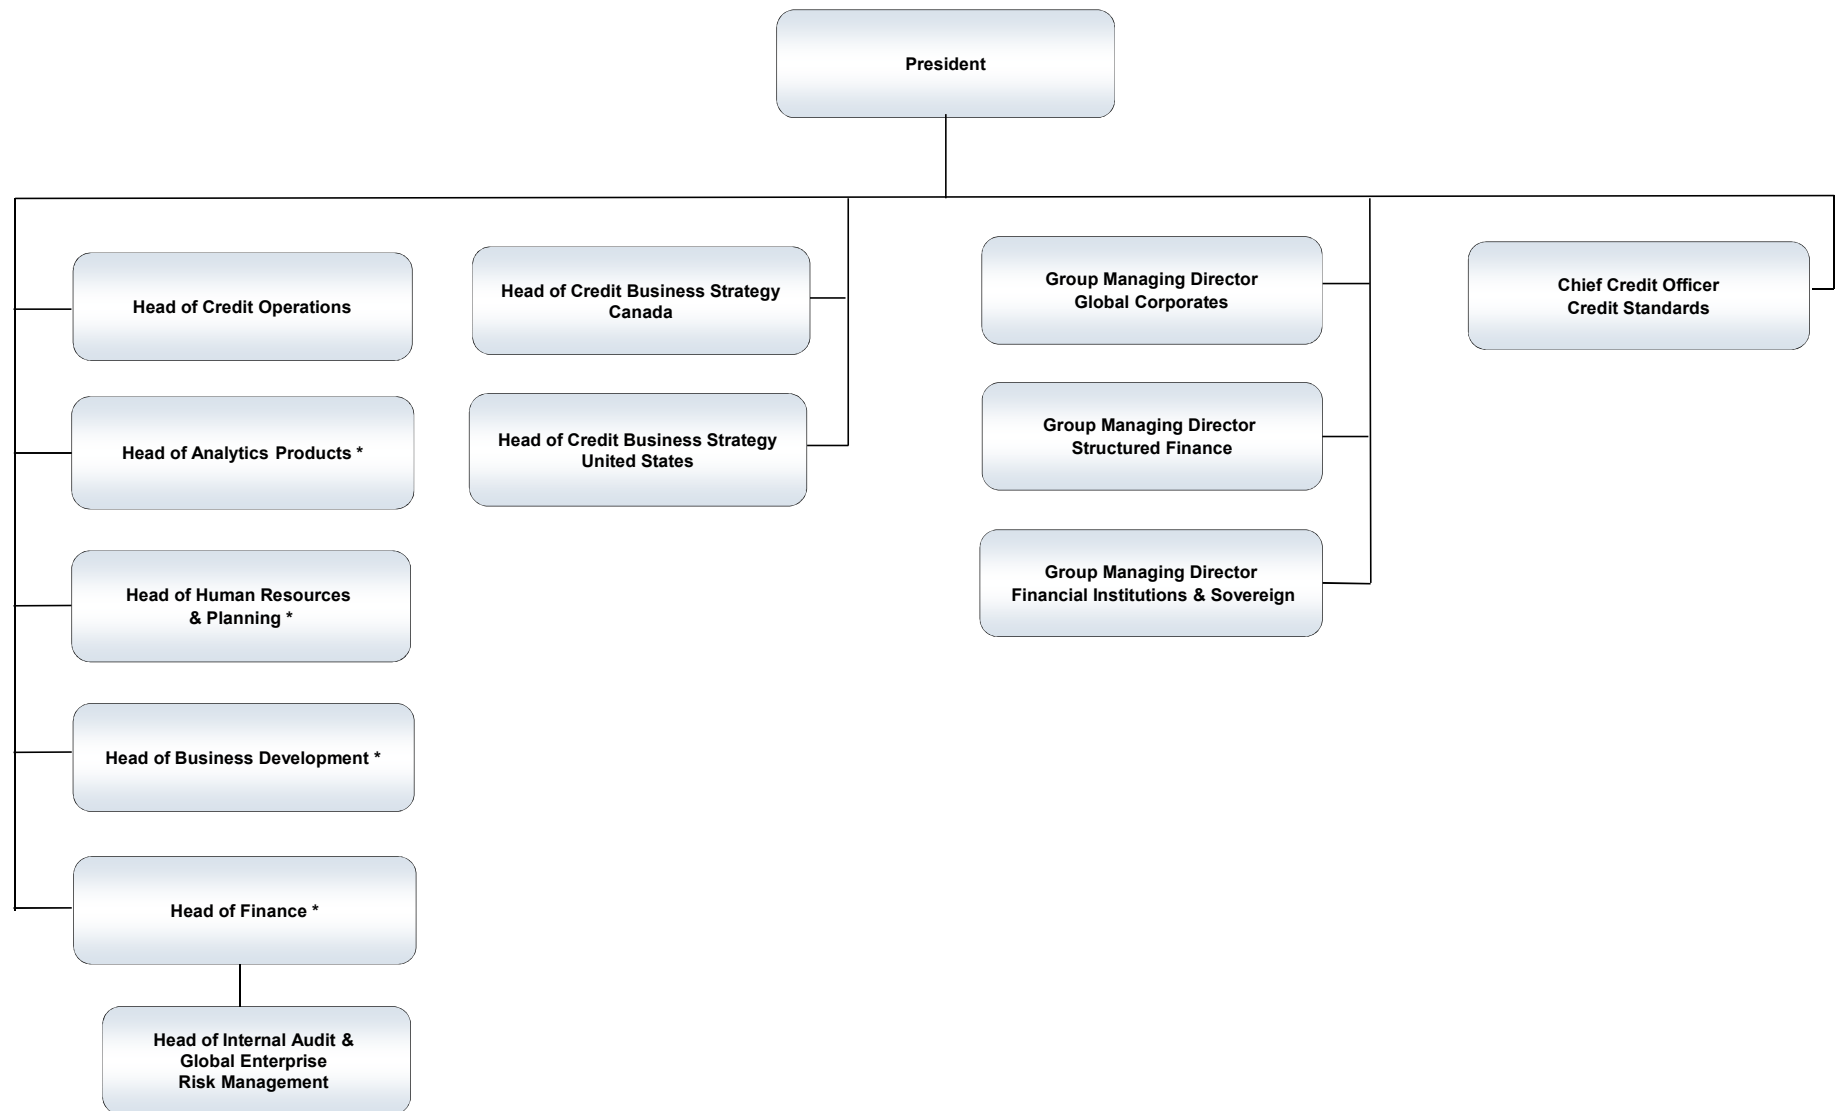 President
Head of Credit Operations
Head of Analytics Products *
Head of Human Resources
& Planning *
Head of Business Development *
Head of Finance *
Head of Internal Audit &
Global Enterprise
Risk Management
Head of Credit Business Strategy
Canada
Head of Credit Business Strategy
United States
Group Managing Director
Global Corporates
Group Managing Director
Structured Finance
Group Managing Director
Financial Institutions & Sovereign
Chief Credit Officer
Credit Standards